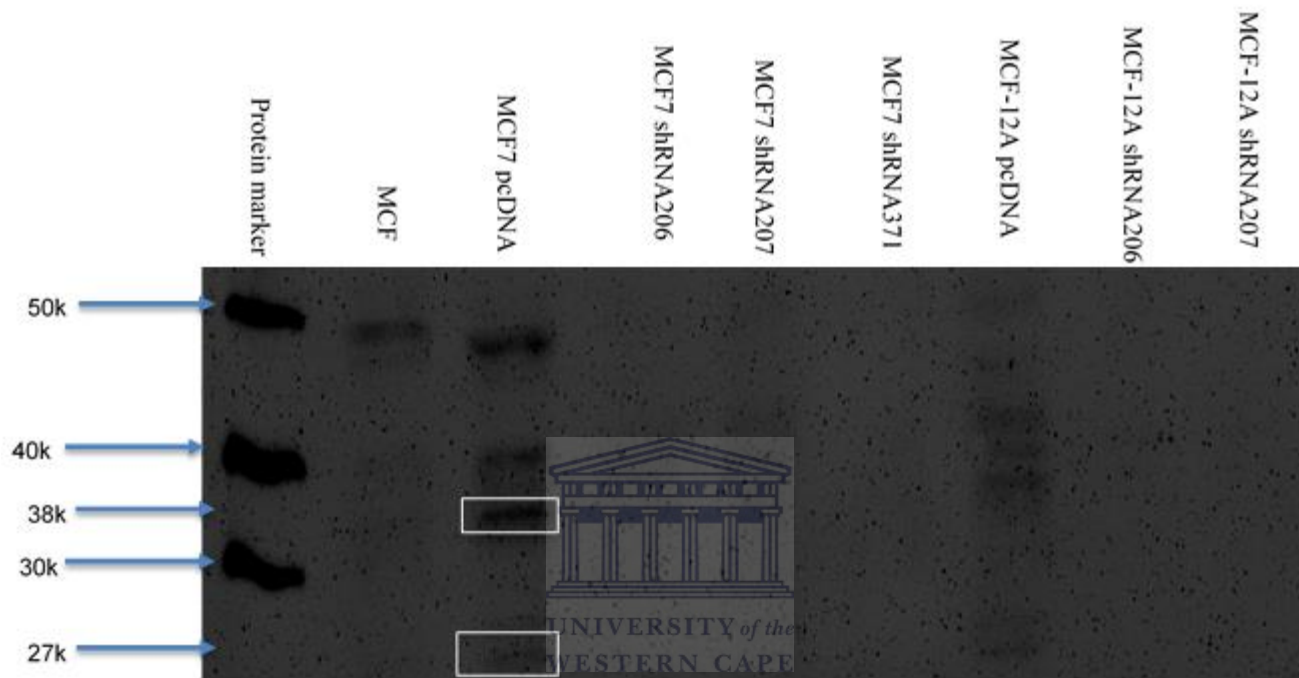 Protein marker
MCF
MCF7 pcDNA
MCF7 shRNA206
MCF7 shRNA207
MCF7 shRNA371
MCF-12A pcDNA
MCF-12A shRNA206
MCF-12A shRNA207
50k
40k
38k
30k
27k
UNIVERSITY of the
WESTERN CAPE